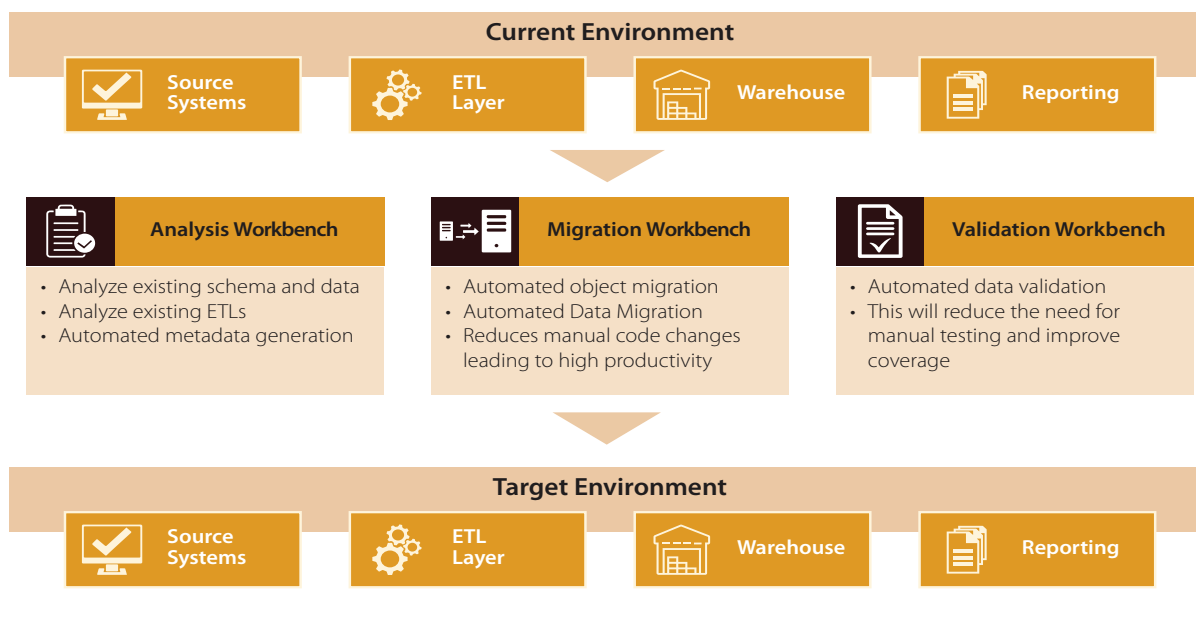 Current Environment
Source
Systems
ETL
Layer
Warehouse
Reporting
Analysis Workbench
• Analyze existing schema and data
• Analyze existing ETLs
• Automated metadata generation
Migration Workbench
• Automated object migration
• Automated Data Migration
• Reduces manual code changes
leading to high productivity
Validation Workbench
• Automated data validation
• This will reduce the need for
manual testing and improve
coverage
Target Environment
Source
Systems
ETL
Layer
Warehouse
Reporting